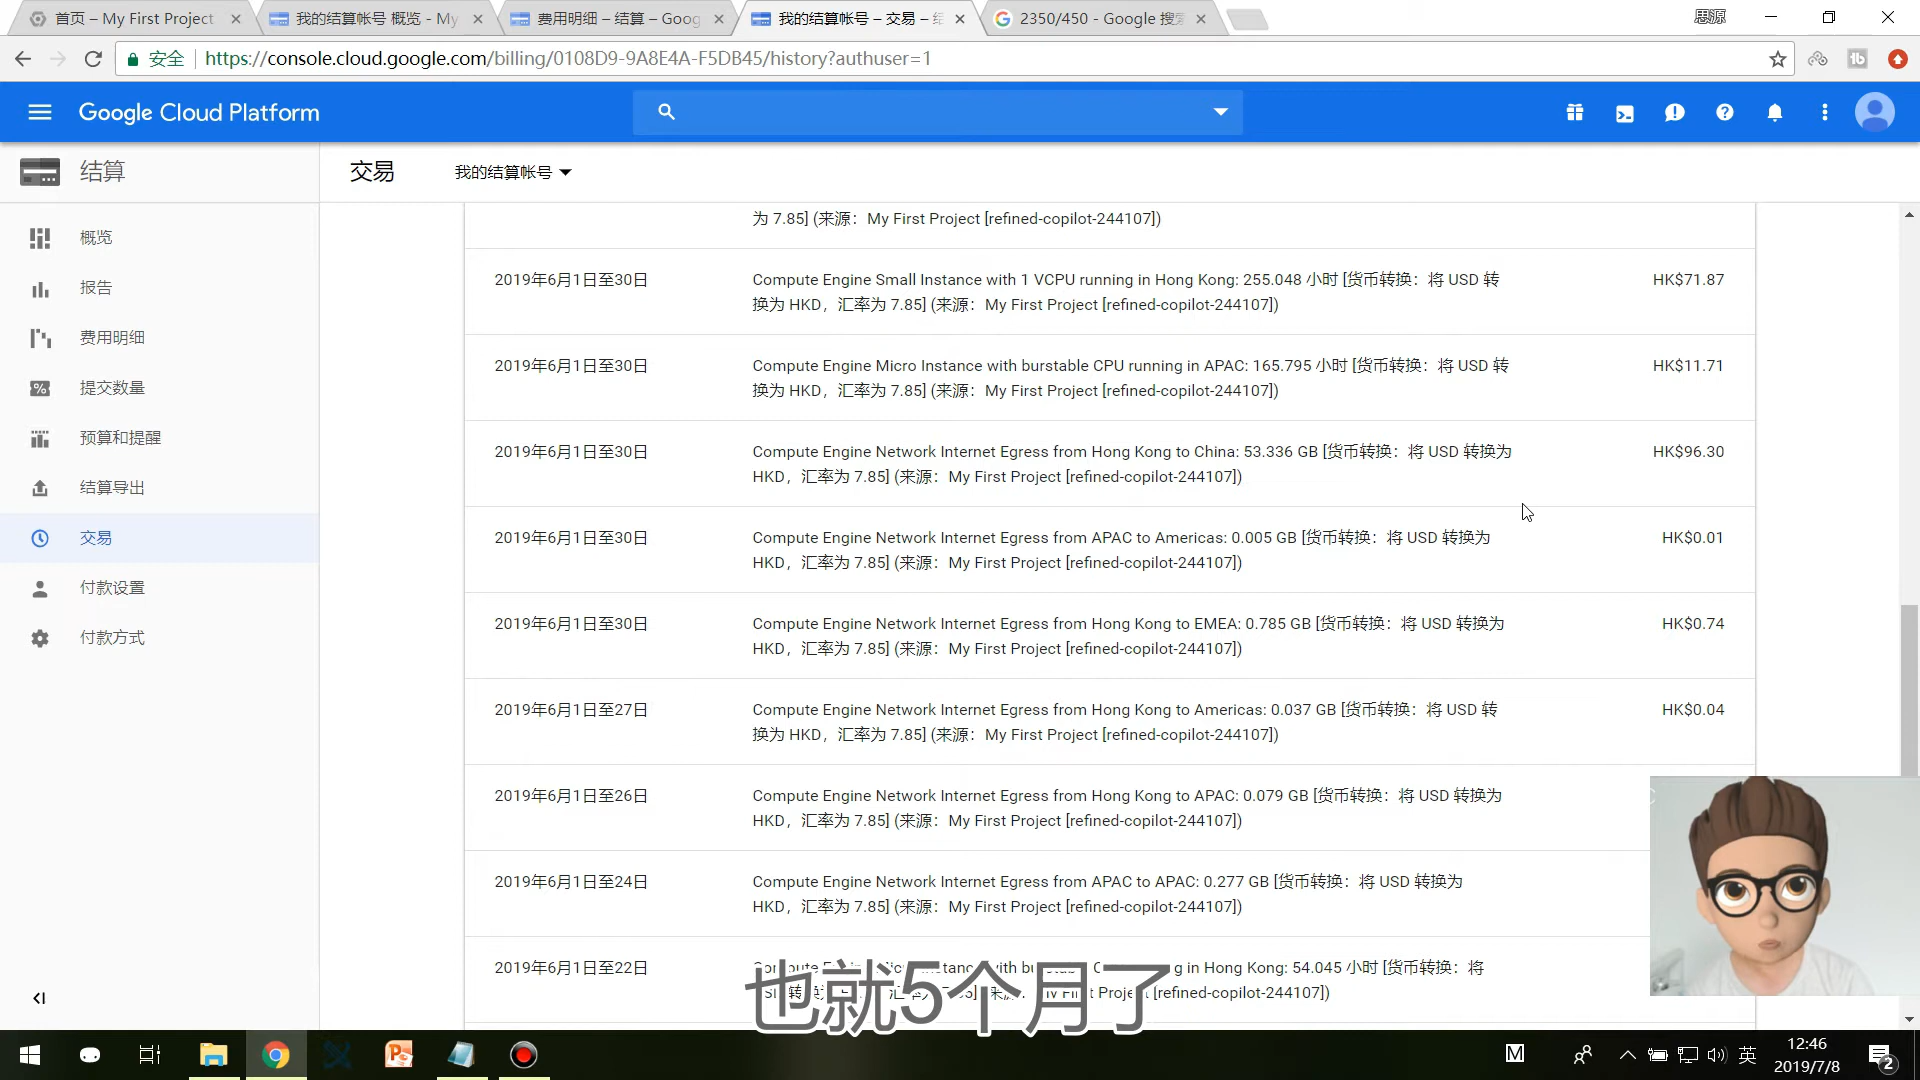 首页 – My First Project
我的结算帐号 概览 - My
费用明细 – 结算 – Goog
我的结算帐号 – 交易 – 结
2350/450 - Google 搜索
思源
安全
https://console.cloud.google.com/billing/0108D9-9A8E4A-F5DB45/history?authuser=1
Google Cloud Platform
结算
交易
我的结算帐号
概览
报告
费用明细
提交数量
预算和提醒
结算导出
交易
付款设置
付款方式
为 7.85] (来源：My First Project [refined-copilot-244107])
2019年6月1日至30日
Compute Engine Small Instance with 1 VCPU running in Hong Kong: 255.048 小时 [货币转换：将 USD 转
换为 HKD，汇率为 7.85] (来源：My First Project [refined-copilot-244107])
HK$71.87
2019年6月1日至30日
Compute Engine Micro Instance with burstable CPU running in APAC: 165.795 小时 [货币转换：将 USD 转
换为 HKD，汇率为 7.85] (来源：My First Project [refined-copilot-244107])
HK$11.71
2019年6月1日至30日
Compute Engine Network Internet Egress from Hong Kong to China: 53.336 GB [货币转换：将 USD 转换为
HKD，汇率为 7.85] (来源：My First Project [refined-copilot-244107])
HK$96.30
2019年6月1日至30日
Compute Engine Network Internet Egress from APAC to Americas: 0.005 GB [货币转换：将 USD 转换为
HKD，汇率为 7.85] (来源：My First Project [refined-copilot-244107])
HK$0.01
2019年6月1日至30日
Compute Engine Network Internet Egress from Hong Kong to EMEA: 0.785 GB [货币转换：将 USD 转换为
HKD，汇率为 7.85] (来源：My First Project [refined-copilot-244107])
HK$0.74
2019年6月1日至27日
Compute Engine Network Internet Egress from Hong Kong to Americas: 0.037 GB [货币转换：将 USD 转
换为 HKD，汇率为 7.85] (来源：My First Project [refined-copilot-244107])
HK$0.04
2019年6月1日至26日
Compute Engine Network Internet Egress from Hong Kong to APAC: 0.079 GB [货币转换：将 USD 转换为
HKD，汇率为 7.85] (来源：My First Project [refined-copilot-244107])
2019年6月1日至24日
Compute Engine Network Internet Egress from APAC to APAC: 0.277 GB [货币转换：将 USD 转换为
HKD，汇率为 7.85] (来源：My First Project [refined-copilot-244107])
2019年6月1日至22日
in Hong Kong: 54.045 小时 [货币转换：将
Project [refined-copilot-244107])
也就5个月了
M
英
12:46
2019/7/8
2